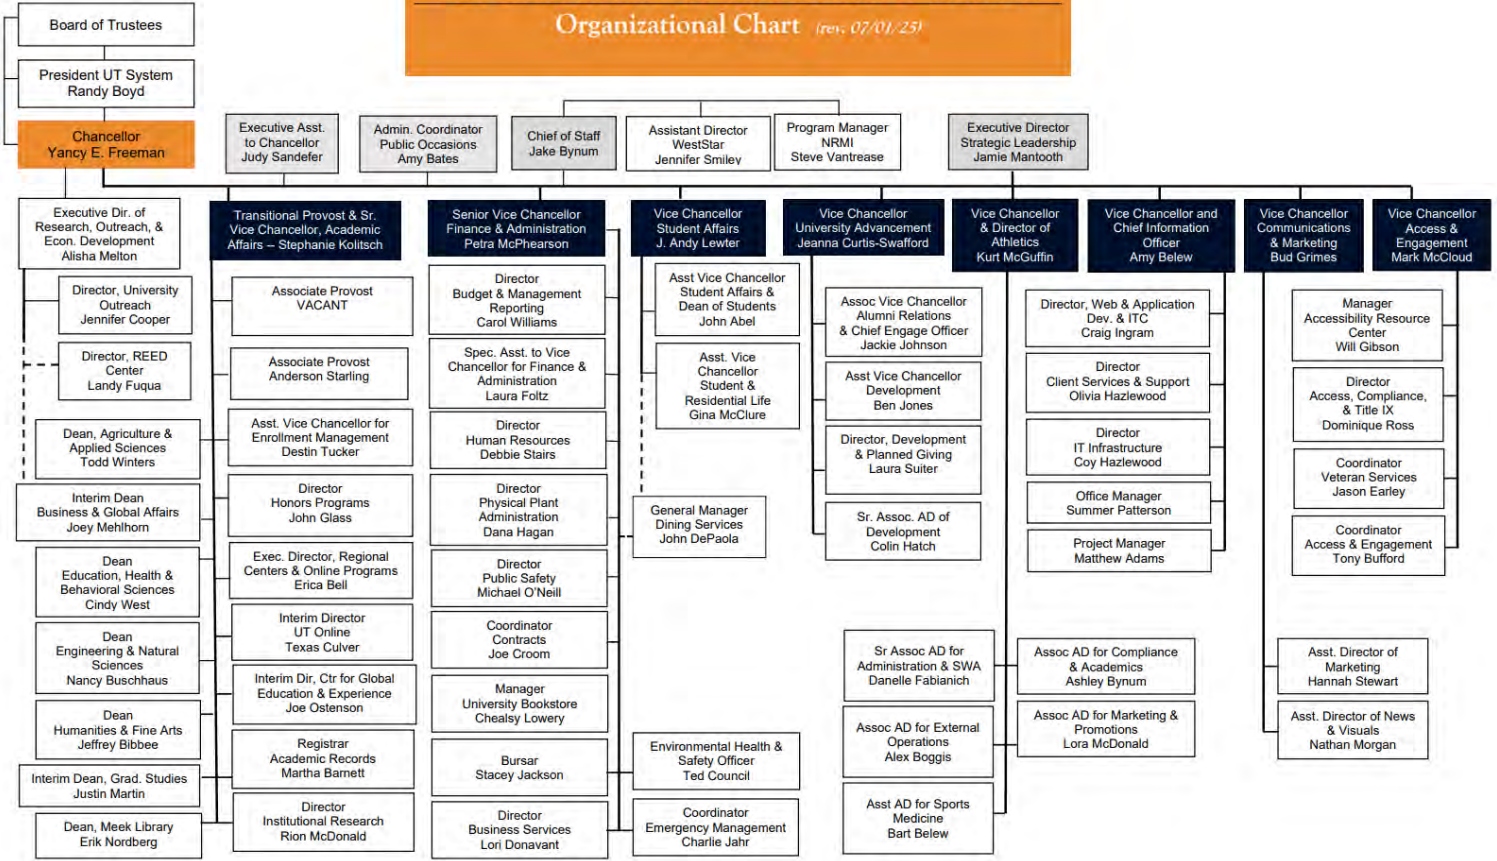 Organizational Chart (rev. 07/01/25)
Board of Trustees
President UT System
Randy Boyd
Chancellor
Yancy E. Freeman
Executive Asst.
to Chancellor
Judy Sandefer
Admin. Coordinator
Public Occasions
Amy Bates
Chief of Staff
Jake Bynum
Assistant Director
WestStar
Jennifer Smiley
Program Manager
NRMI
Steve Vantrease
Executive Director
Strategic Leadership
Jamie Mantooth
Executive Dir. of
Research, Outreach, &
Econ. Development
Alisha Melton
Director, University
Outreach
Jennifer Cooper
Director, REED
Center
Landy Fuqua
Transitional Provost & Sr.
Vice Chancellor, Academic
Affairs – Stephanie Kolitsch
Dean, Agriculture &
Applied Sciences
Todd Winters
Interim Dean
Business & Global Affairs
Joey Mehlhorn
Dean
Education, Health &
Behavioral Sciences
Cindy West
Dean
Engineering & Natural
Sciences
Nancy Buschhaus
Dean
Humanities & Fine Arts
Jeffrey Bibbee
Interim Dean, Grad. Studies
Justin Martin
Dean, Meek Library
Erik Nordberg
Associate Provost
VACANT
Associate Provost
Anderson Starling
Asst. Vice Chancellor for
Enrollment Management
Destin Tucker
Director
Honors Programs
John Glass
Exec. Director, Regional
Centers & Online Programs
Erica Bell
Interim Director
UT Online
Texas Culver
Interim Dir, Ctr for Global
Education & Experience
Joe Ostenson
Registrar
Academic Records
Martha Barnett
Director
Institutional Research
Rion McDonald
Senior Vice Chancellor
Finance & Administration
Petra McPhearson
Director
Budget & Management
Reporting
Carol Williams
Spec. Asst. to Vice
Chancellor for Finance &
Administration
Laura Foltz
Director
Human Resources
Debbie Stairs
Director
Physical Plant
Administration
Dana Hagan
Director
Public Safety
Michael O'Neill
Coordinator
Contracts
Joe Croom
Manager
University Bookstore
Chealsy Lowery
Bursar
Stacey Jackson
Director
Business Services
Lori Donavant
Vice Chancellor
Student Affairs
J. Andy Lewter
Asst Vice Chancellor
Student Affairs &
Dean of Students
John Abel
Asst. Vice
Chancellor
Student &
Residential Life
Gina McClure
General Manager
Dining Services
John DePaola
Environmental Health &
Safety Officer
Ted Council
Coordinator
Emergency Management
Charlie Jahr
Vice Chancellor
University Advancement
Jeanna Curtis-Swafford
Assoc Vice Chancellor
Alumni Relations
& Chief Engage Officer
Jackie Johnson
Asst Vice Chancellor
Development
Ben Jones
Director, Development
& Planned Giving
Laura Suiter
Sr. Assoc. AD of
Development
Colin Hatch
Vice Chancellor
& Director of
Athletics
Kurt McGuffin
Sr Assoc AD for
Administration & SWA
Danelle Fabianich
Assoc AD for External
Operations
Alex Boggis
Asst AD for Sports
Medicine
Bart Belew
Assoc AD for Compliance
& Academics
Ashley Bynum
Assoc AD for Marketing &
Promotions
Lora McDonald
Vice Chancellor and
Chief Information
Officer
Amy Belew
Director, Web & Application
Dev. & ITC
Craig Ingram
Director
Client Services & Support
Olivia Hazlewood
Director
IT Infrastructure
Coy Hazlewood
Office Manager
Summer Patterson
Project Manager
Matthew Adams
Vice Chancellor
Communications
& Marketing
Bud Grimes
Asst. Director of
Marketing
Hannah Stewart
Asst. Director of News
& Visuals
Nathan Morgan
Vice Chancellor
Access &
Engagement
Mark McCloud
Manager
Accessibility Resource
Center
Will Gibson
Director
Access, Compliance,
& Title IX
Dominique Ross
Coordinator
Veteran Services
Jason Earley
Coordinator
Access & Engagement
Tony Bufford